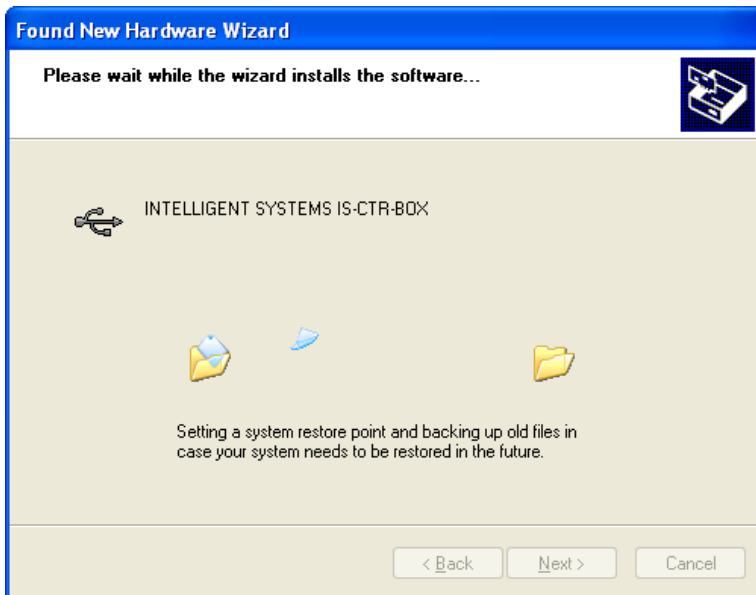 Found New Hardware Wizard
Please wait while the wizard installs the software...
INTELLIGENT SYSTEMS IS-CTR-BOX
Setting a system restore point and backing up old files in
case your system needs to be restored in the future.
< Back
Next >
Cancel